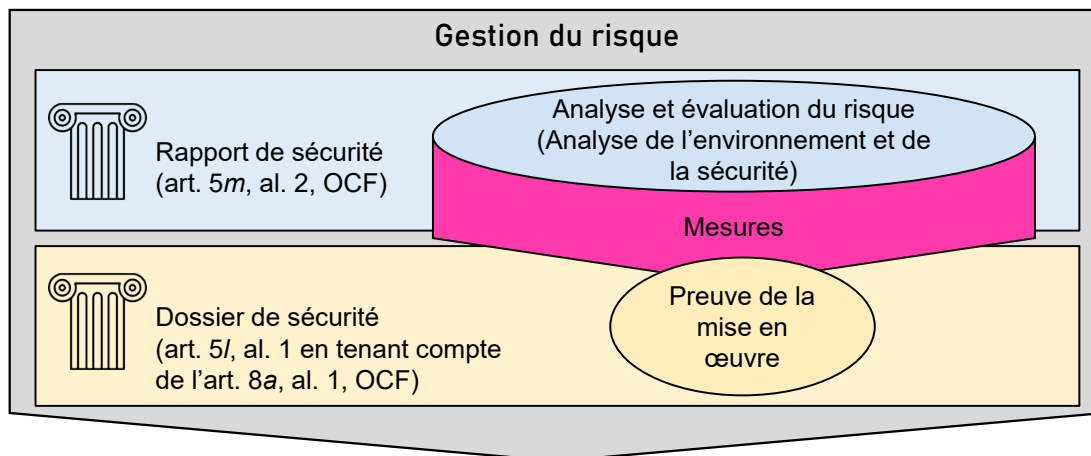 Gestion du risque
Rapport de sécurité
(art. 5m, al. 2, OCF)
Analyse et évaluation du risque
(Analyse de l'environnement et de
la sécurité)
Mesures
Dossier de sécurité
(art. 5l, al. 1 en tenant compte
de l'art. 8a, al. 1, OCF)
Preuve de la
mise en
œuvre